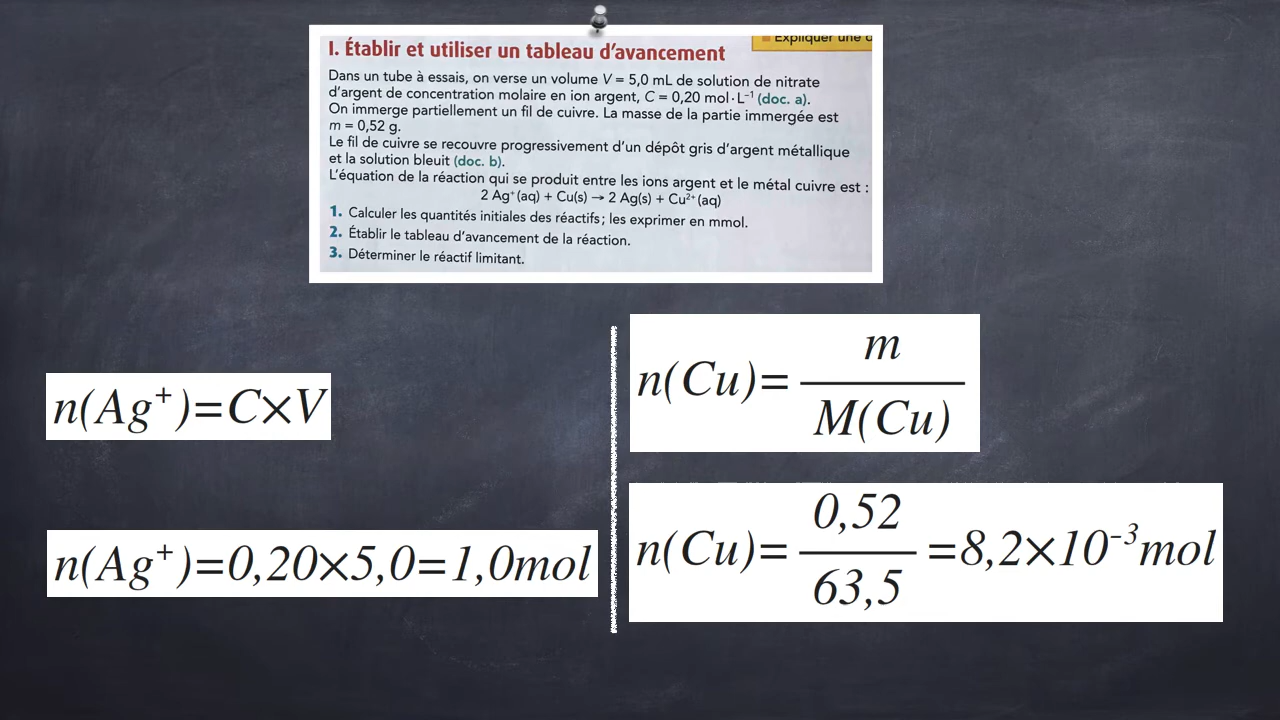 Expliquer une
I. Établir et utiliser un tableau d'avancement
Dans un tube à essais, on verse un volume V = 5,0 mL de solution de nitrate
d'argent de concentration molaire en ion argent, C = 0,20 mol·L⁻¹ (doc. a).
On immerge partiellement un fil de cuivre. La masse de la partie immergée est
m = 0,52 g.
Le fil de cuivre se recouvre progressivement d'un dépôt gris d'argent métallique
et la solution bleuit (doc. b).
L'équation de la réaction qui se produit entre les ions argent et le métal cuivre est :
2 Ag⁺(aq) + Cu(s) → 2 Ag(s) + Cu²⁺(aq)
1. Calculer les quantités initiales des réactifs ; les exprimer en mmol.
2. Établir le tableau d'avancement de la réaction.
3. Déterminer le réactif limitant.
n(Ag⁺)=C×V
n(Ag⁺)=0,20×5,0=1,0mol
n(Cu)= m / M(Cu)
n(Cu)= 0,52 / 63,5 =8,2×10⁻³mol